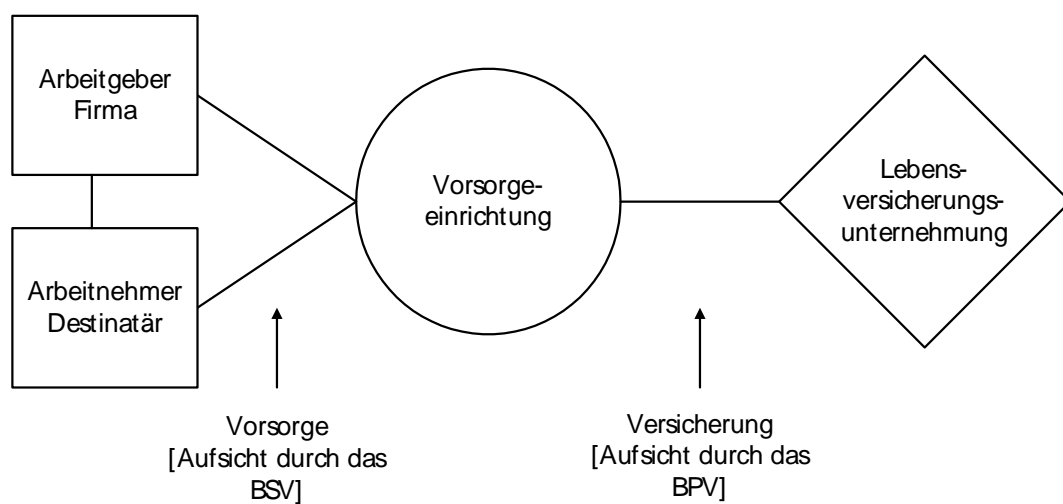 Arbeitgeber
Firma
Arbeitnehmer
Destinatär
Vorsorge-
einrichtung
Lebens-
versicherungs-
unternehmung
Vorsorge
[Aufsicht durch das
BSV]
Versicherung
[Aufsicht durch das
BPV]